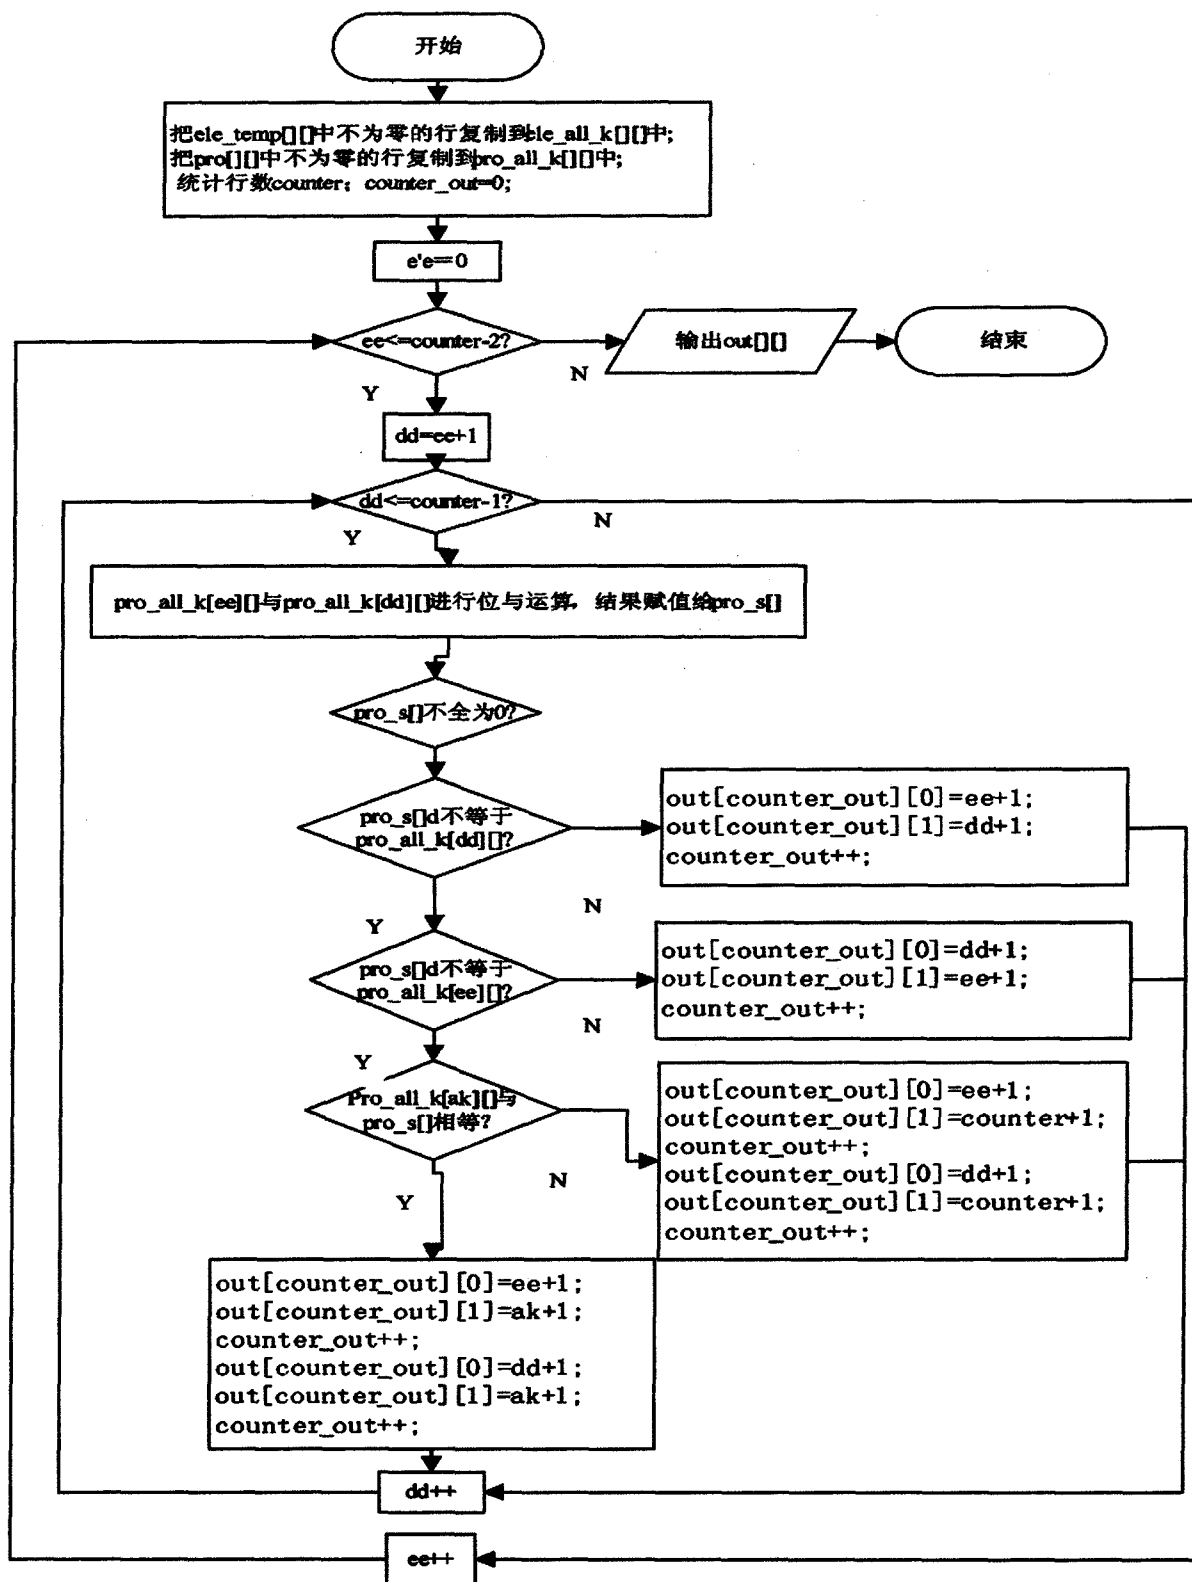 开始
把ele_temp[][]中不为零的行复制到ele_all_k[][]中;
把pro[][]中不为零的行复制到pro_all_k[][]中;
统计行数counter; counter_out=0;
e'e=0
ee<=counter-2?
输出out[][]
结束
N
Y
dd=ee+1
dd<=counter-1?
N
Y
pro_all_k[ee][]与pro_all_k[dd][]进行位与运算，结果赋值给pro_s[]
pro_s[]不全为0?
pro_s[]d不等于
pro_all_k[dd][]?
out[counter_out][0]=ee+1;
out[counter_out][1]=dd+1;
counter_out++;
N
Y
pro_s[]d不等于
pro_all_k[ee][]?
out[counter_out][0]=dd+1;
out[counter_out][1]=ee+1;
counter_out++;
N
Y
Pro_all_k[ak][]与
pro_s[]相等?
out[counter_out][0]=ee+1;
out[counter_out][1]=counter+1;
counter_out++;
out[counter_out][0]=dd+1;
out[counter_out][1]=counter+1;
counter_out++;
N
Y
out[counter_out][0]=ee+1;
out[counter_out][1]=ak+1;
counter_out++;
out[counter_out][0]=dd+1;
out[counter_out][1]=ak+1;
counter_out++;
dd++
ee++